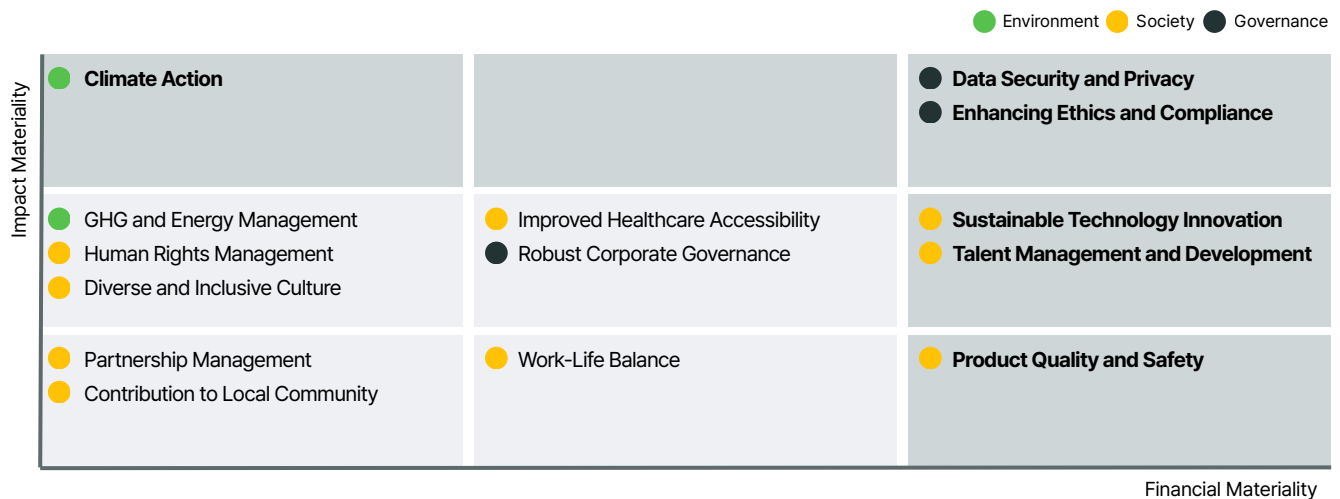 Environment Society Governance
Impact Materiality
Climate Action
Data Security and Privacy
Enhancing Ethics and Compliance
GHG and Energy Management
Human Rights Management
Diverse and Inclusive Culture
Improved Healthcare Accessibility
Robust Corporate Governance
Sustainable Technology Innovation
Talent Management and Development
Partnership Management
Contribution to Local Community
Work-Life Balance
Product Quality and Safety
Financial Materiality